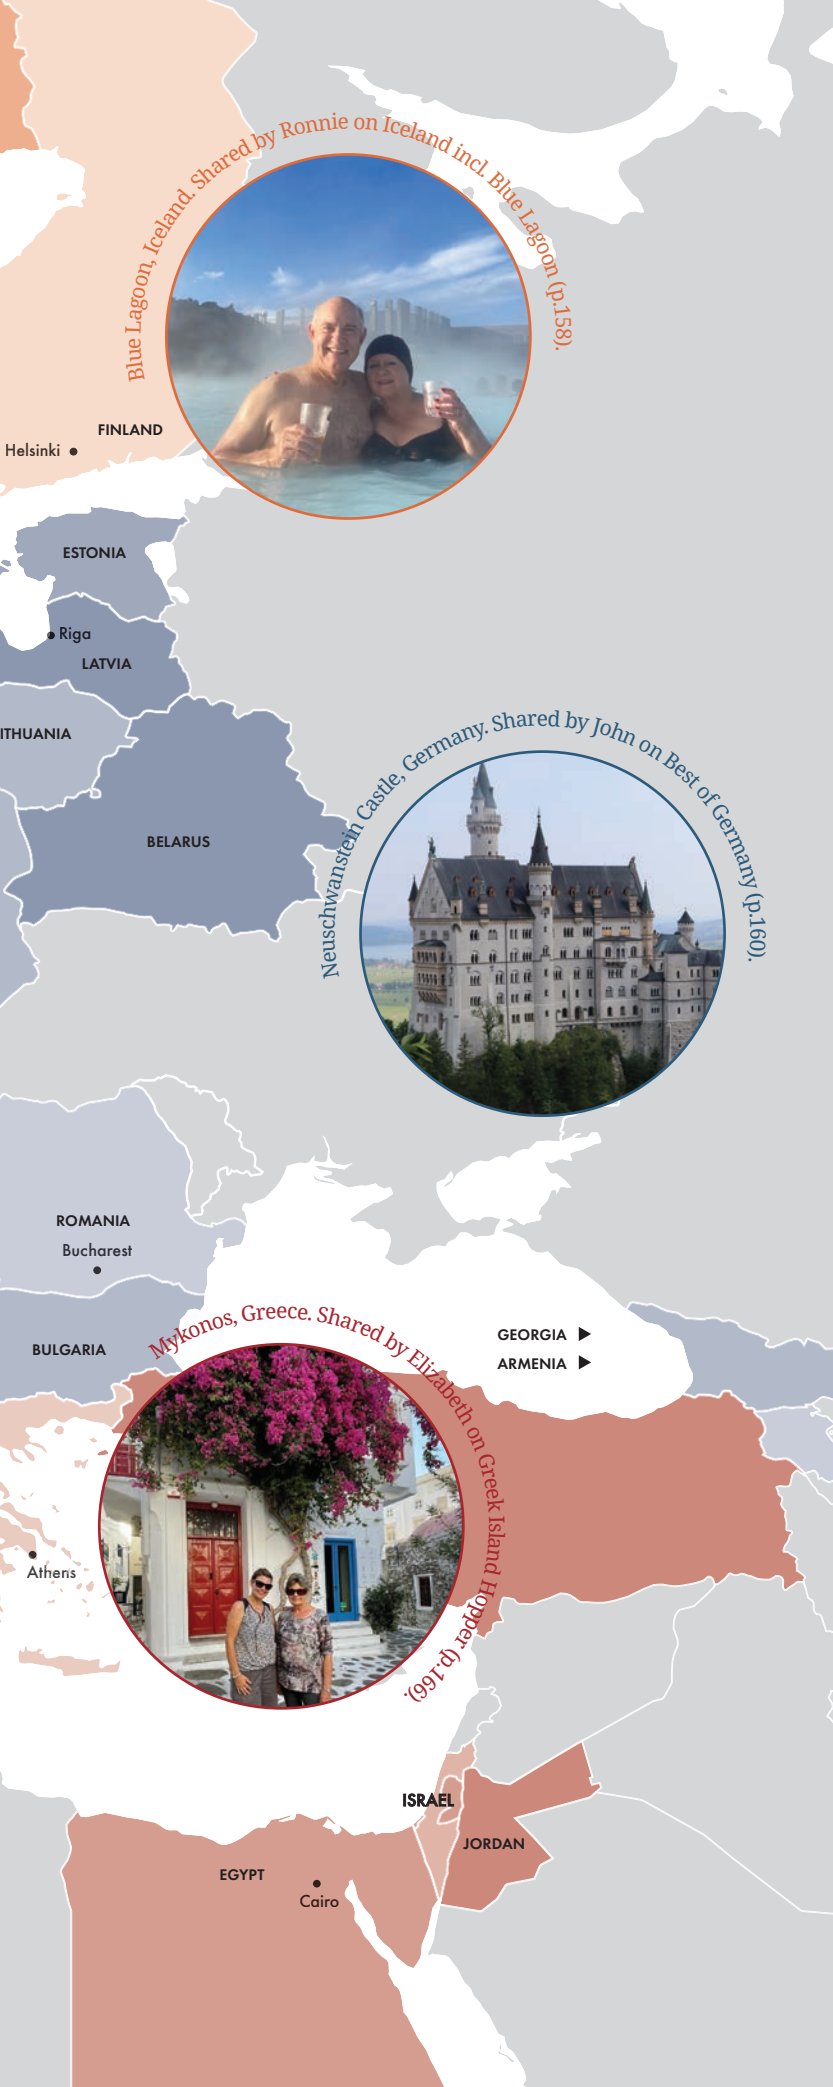 Blue Lagoon, Iceland. Shared by Ronnie on Iceland incl. Blue Lagoon (p.158).
FINLAND
Helsinki
ESTONIA
Riga
LATVIA
ITHUANIA
Neuschwanstein Castle, Germany. Shared by John on Best of Germany (p.160).
BELARUS
ROMANIA
Bucharest
Mykonos, Greece. Shared by Elizabeth on Greek Island Hopper (p.166).
GEORGIA
BULGARIA
ARMENIA
Athens
ISRAEL
JORDAN
EGYPT
Cairo